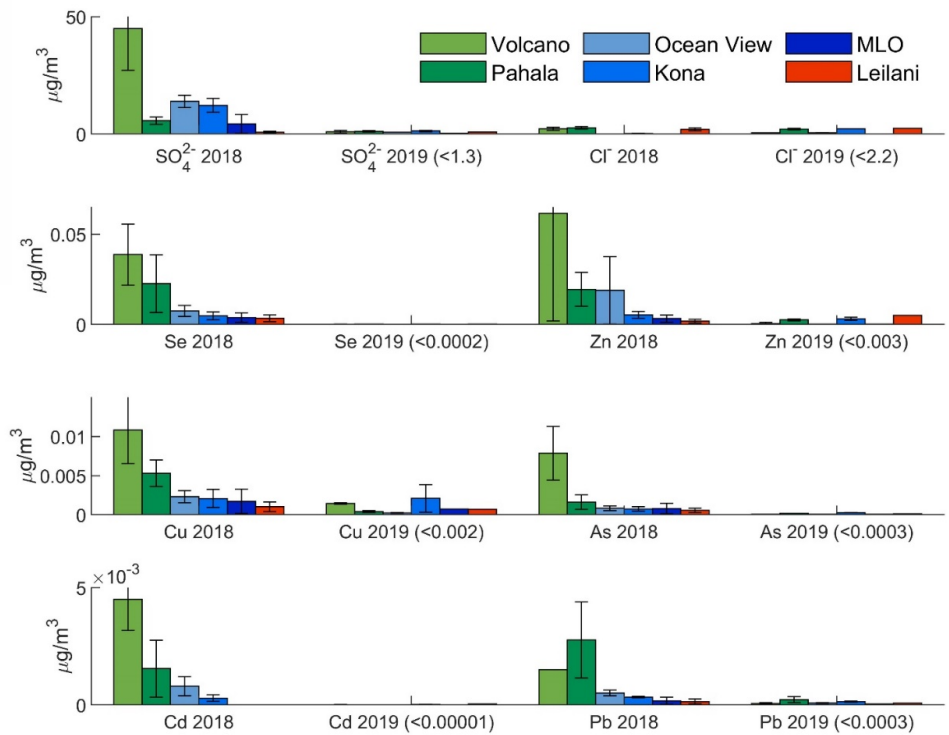 50
μg/m³
0
Volcano Ocean View MLO
Pahala Kona Leilani
SO₄²⁻ 2018 SO₄²⁻ 2019 (<1.3) Cl⁻ 2018 Cl⁻ 2019 (<2.2)
0.05
μg/m³
0
Se 2018 Se 2019 (<0.0002) Zn 2018 Zn 2019 (<0.003)
0.01
0.005
μg/m³
0
Cu 2018 Cu 2019 (<0.002) As 2018 As 2019 (<0.0003)
×10⁻³
5
μg/m³
0
Cd 2018 Cd 2019 (<0.00001) Pb 2018 Pb 2019 (<0.0003)